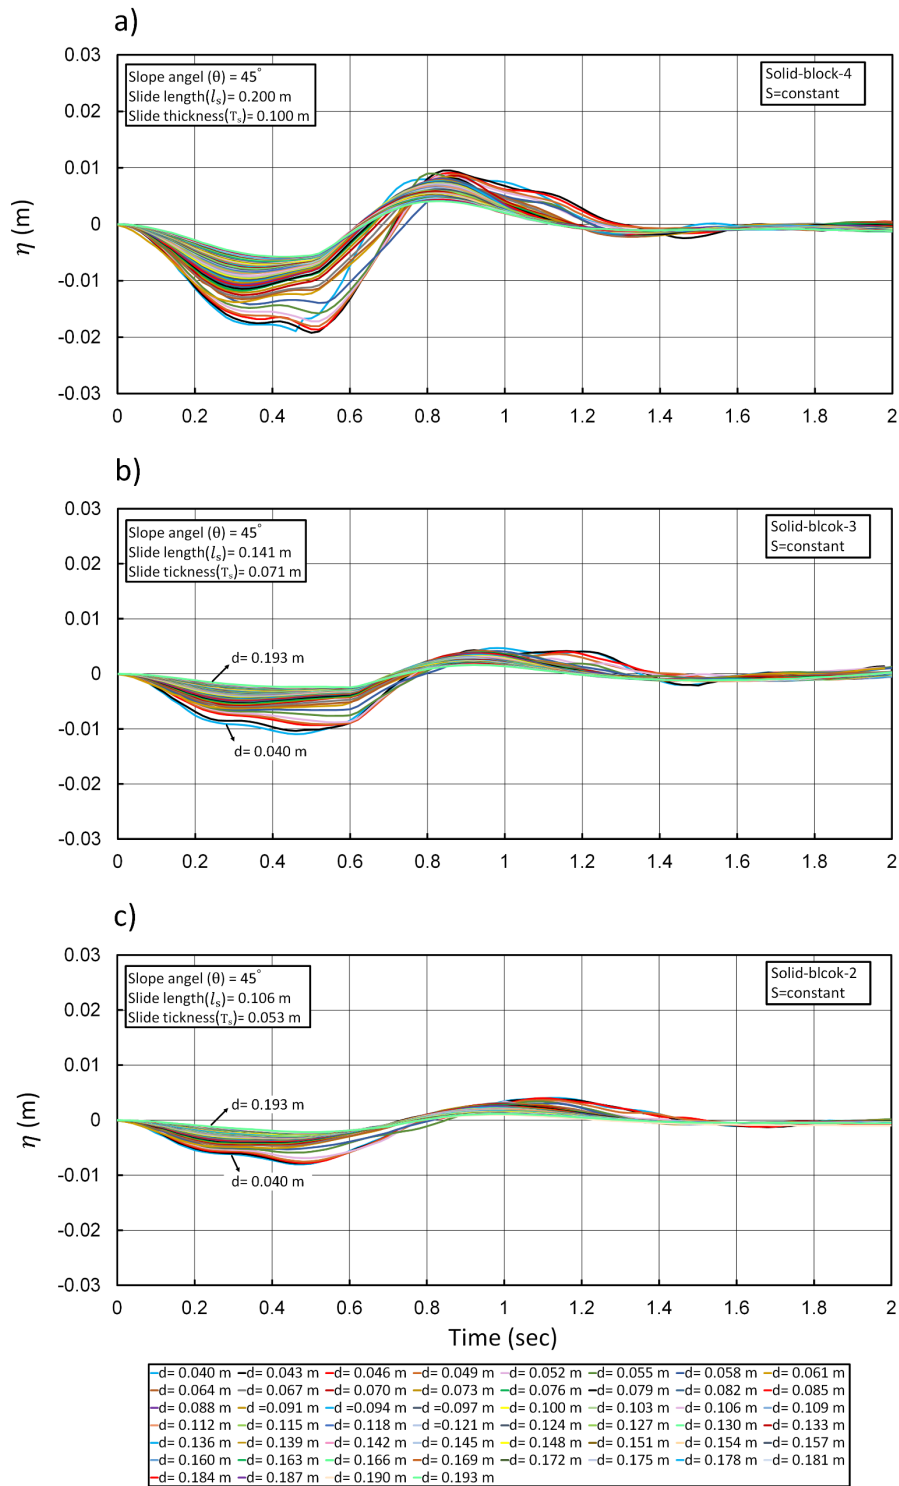 a)
0.03
0.02
0.01
0
-0.01
-0.02
-0.03
η (m)
Slope angel (θ) = 45°
Slide length(lₛ)= 0.200 m
Slide thickness(Tₛ)= 0.100 m
Solid-block-4
S=constant
0 0.2 0.4 0.6 0.8 1 1.2 1.4 1.6 1.8 2
b)
0.03
0.02
0.01
0
-0.01
-0.02
-0.03
η (m)
Slope angel (θ) = 45°
Slide length(lₛ)= 0.141 m
Slide tickness(Tₛ)= 0.071 m
Solid-blcok-3
S=constant
d= 0.193 m
d= 0.040 m
0 0.2 0.4 0.6 0.8 1 1.2 1.4 1.6 1.8 2
c)
0.03
0.02
0.01
0
-0.01
-0.02
-0.03
η (m)
Slope angel (θ) = 45°
Slide length(lₛ)= 0.106 m
Slide tickness(Tₛ)= 0.053 m
Solid-blcok-2
S=constant
d= 0.193 m
d= 0.040 m
0 0.2 0.4 0.6 0.8 1 1.2 1.4 1.6 1.8 2
Time (sec)
d= 0.040 m d= 0.043 m d= 0.046 m d= 0.049 m d= 0.052 m d= 0.055 m d= 0.058 m d= 0.061 m
d= 0.064 m d= 0.067 m d= 0.070 m d= 0.073 m d= 0.076 m d= 0.079 m d= 0.082 m d= 0.085 m
d= 0.088 m d =0.091 m d =0.094 m d =0.097 m d= 0.100 m d= 0.103 m d= 0.106 m d= 0.109 m
d= 0.112 m d= 0.115 m d= 0.118 m d =0.121 m d= 0.124 m d= 0.127 m d= 0.130 m d= 0.133 m
d= 0.136 m d= 0.139 m d= 0.142 m d= 0.145 m d= 0.148 m d= 0.151 m d= 0.154 m d= 0.157 m
d= 0.160 m d= 0.163 m d= 0.166 m d= 0.169 m d= 0.172 m d= 0.175 m d= 0.178 m d= 0.181 m
d= 0.184 m d= 0.187 m d= 0.190 m d= 0.193 m